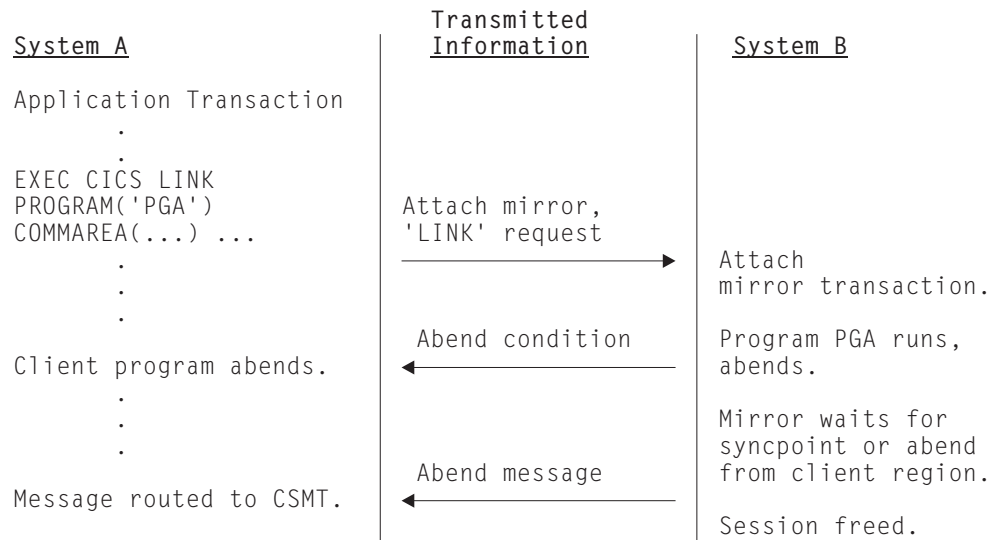 Transmitted
System A Information System B
Application Transaction
.
.
EXEC CICS LINK
PROGRAM('PGA') Attach mirror,
COMMAREA(...) ... 'LINK' request
. Attach
. mirror transaction.
.
Abend condition Program PGA runs,
Client program abends. abends.
.
. Mirror waits for
. syncpoint or abend
Abend message from client region.
Message routed to CSMT.
Session freed.